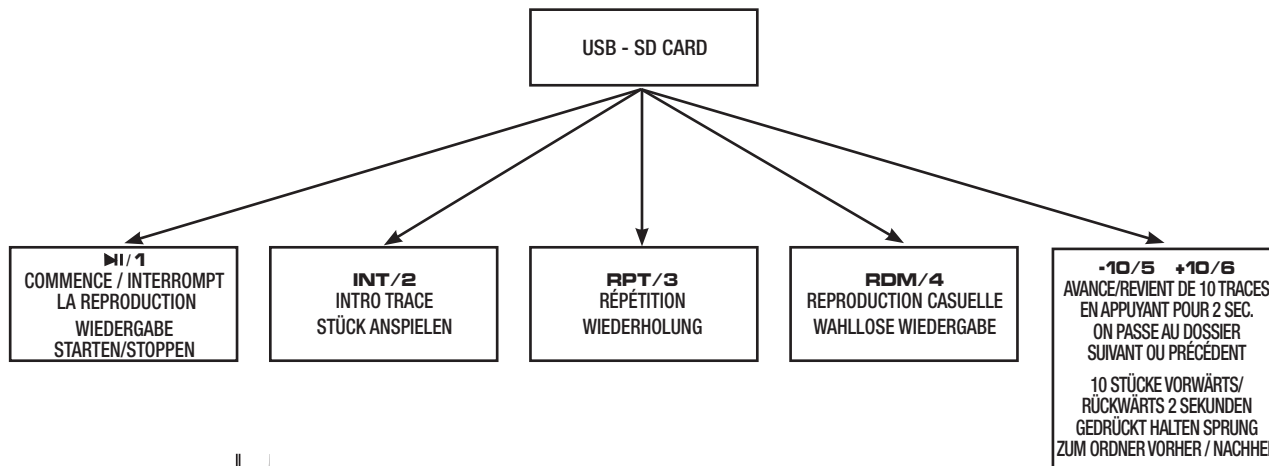 USB - SD CARD
▶II/1
COMMENCE / INTERROMPT
LA REPRODUCTION
WIEDERGABE
STARTEN/STOPPEN
INT/2
INTRO TRACE
STÜCK ANSPIELEN
RPT/3
RÉPÉTITION
WIEDERHOLUNG
RDM/4
REPRODUCTION CASUELLE
WAHLLOSE WIEDERGABE
-10/5 +10/6
AVANCE/REVIENT DE 10 TRACES
EN APPUYANT POUR 2 SEC.
ON PASSE AU DOSSIER
SUIVANT OU PRÉCÉDENT
10 STÜCKE VORWÄRTS/
RÜCKWÄRTS 2 SEKUNDEN
GEDRÜCKT HALTEN SPRUNG
ZUM ORDNER VORHER /